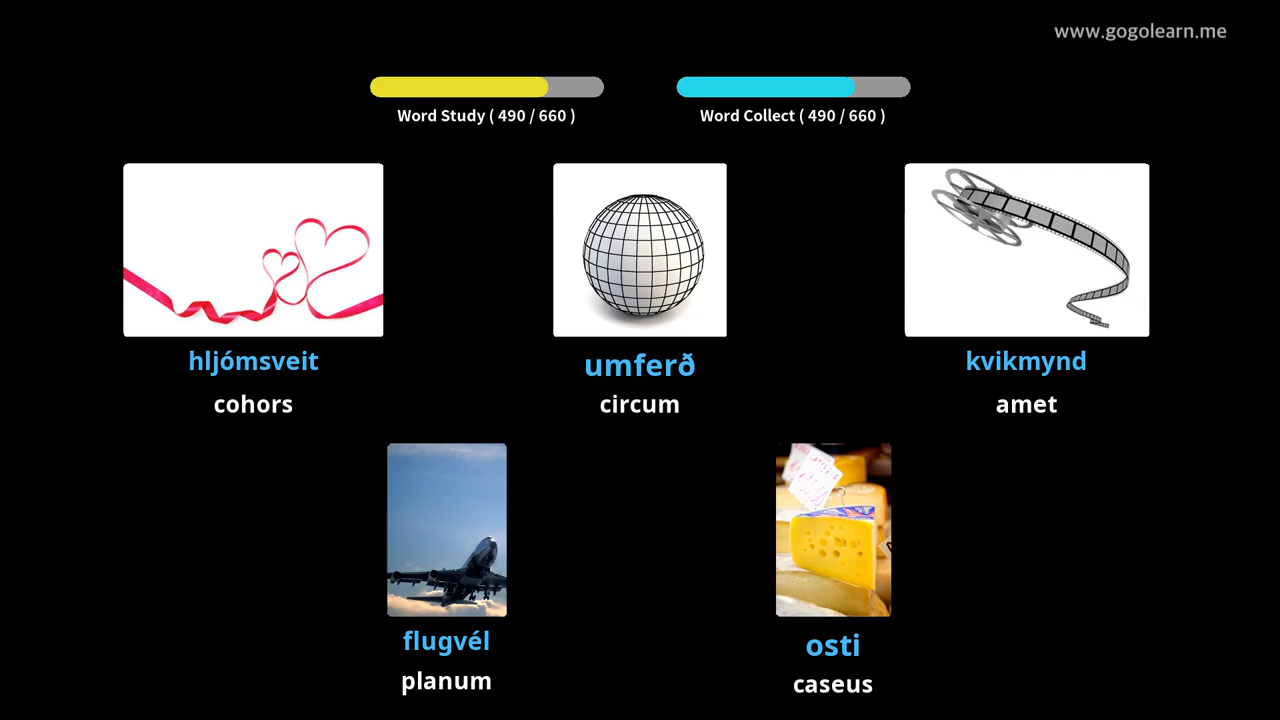 www.gogolearn.me
Word Study ( 490 / 660 )
Word Collect ( 490 / 660 )
hljómsveit
cohors
umferð
circum
kvikmynd
amet
flugvél
planum
osti
caseus